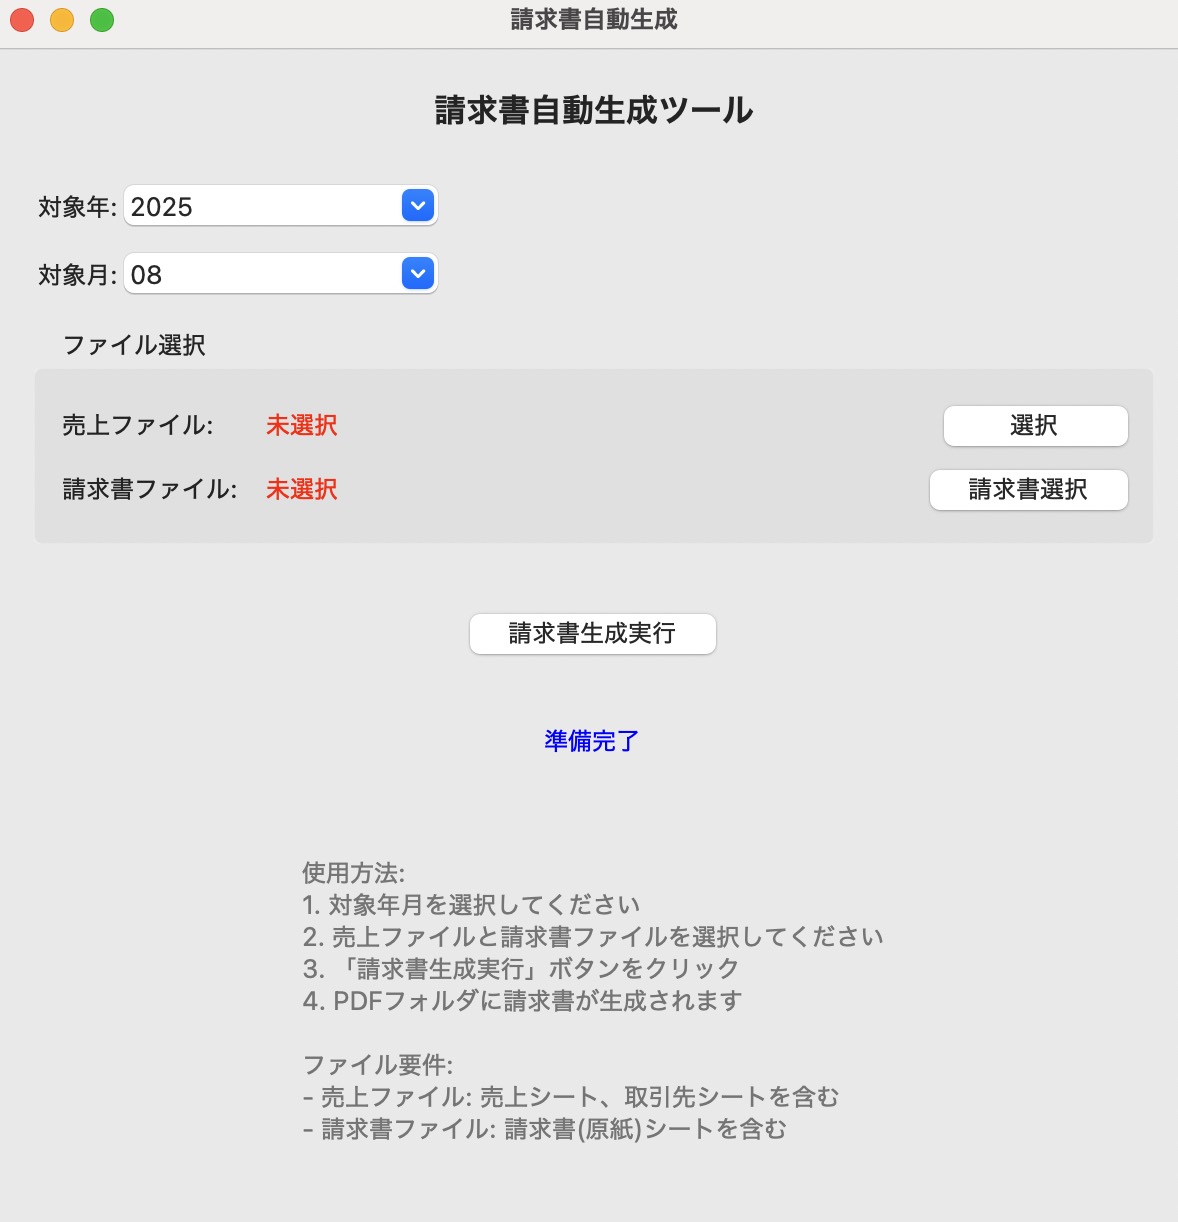 請求書自動生成
請求書自動生成ツール
対象年: 2025
対象月: 08
ファイル選択
売上ファイル: 未選択 選択
請求書ファイル: 未選択 請求書選択
請求書生成実行
準備完了
使用方法:
1. 対象年月を選択してください
2. 売上ファイルと請求書ファイルを選択してください
3. 「請求書生成実行」ボタンをクリック
4. PDFフォルダに請求書が生成されます
ファイル要件:
- 売上ファイル: 売上シート、取引先シートを含む
- 請求書ファイル: 請求書(原紙)シートを含む